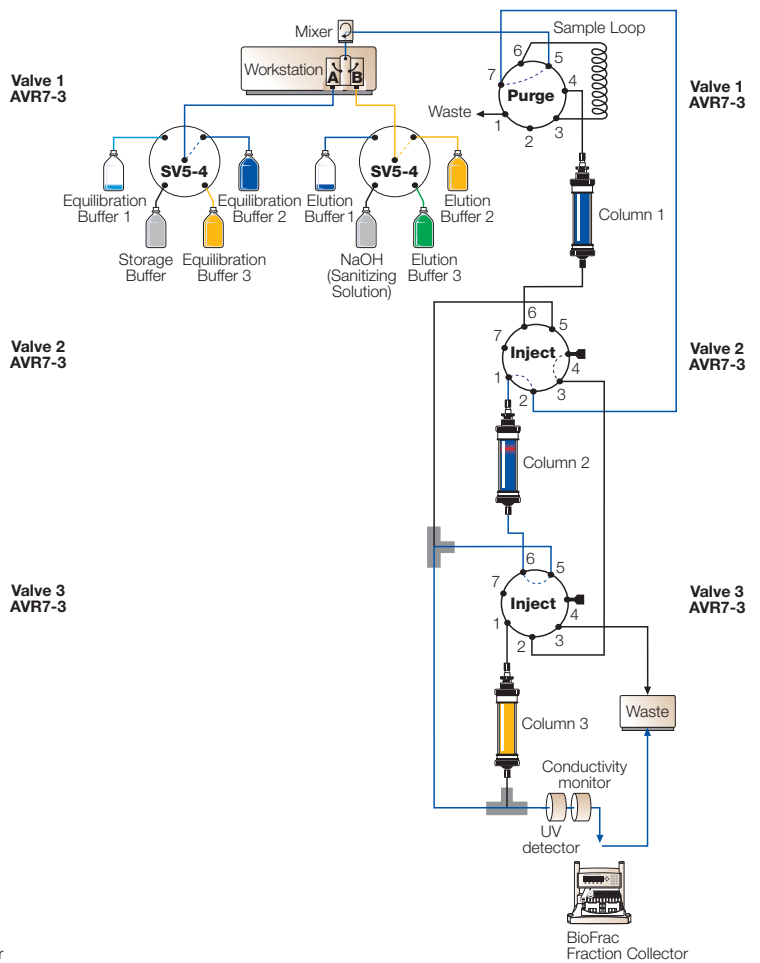 Mixer
Sample Loop
Workstation
A B
Valve 1
AVR7-3
6
5
7
4
Purge
Waste
1
2
3
Valve 1
AVR7-3
SV5-4
SV5-4
Equilibration
Buffer 1
Equilibration
Buffer 2
Elution
Buffer 1
Elution
Buffer 2
Column 1
Storage
Buffer
Equilibration
Buffer 3
NaOH
(Sanitizing
Solution)
Elution
Buffer 3
Valve 2
AVR7-3
6
5
7
Inject
4
1
2
3
Valve 2
AVR7-3
Column 2
Valve 3
AVR7-3
6
5
7
Inject
4
1
2
3
Valve 3
AVR7-3
Column 3
Waste
Conductivity
monitor
UV
detector
BioFrac
Fraction Collector
r